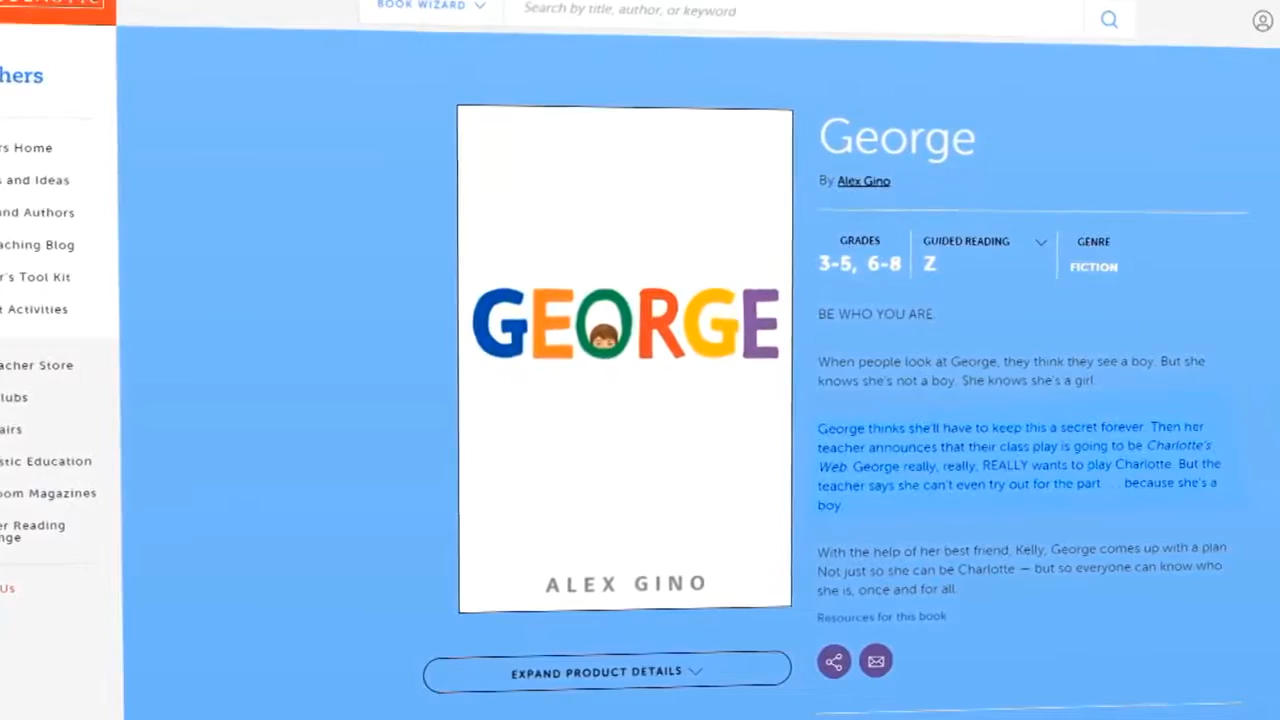 BOOK WIZARD
Search by title, author, or keyword
hers
rs Home
s and Ideas
and Authors
aching Blog
r's Tool Kit
t Activities
acher Store
lubs
airs
stic Education
oom Magazines
er Reading
nge
Us
GEORGE
ALEX GINO
EXPAND PRODUCT DETAILS
George
By Alex Gino
GRADES
3-5, 6-8
GUIDED READING
Z
GENRE
FICTION
BE WHO YOU ARE.
When people look at George, they think they see a boy. But she
knows she's not a boy. She knows she's a girl.
George thinks she'll have to keep this a secret forever. Then her
teacher announces that their class play is going to be Charlotte's
Web. George really, really, REALLY wants to play Charlotte. But the
teacher says she can't even try out for the part . . . because she's a
boy.
With the help of her best friend, Kelly, George comes up with a plan.
Not just so she can be Charlotte — but so everyone can know who
she is, once and for all.
Resources for this book